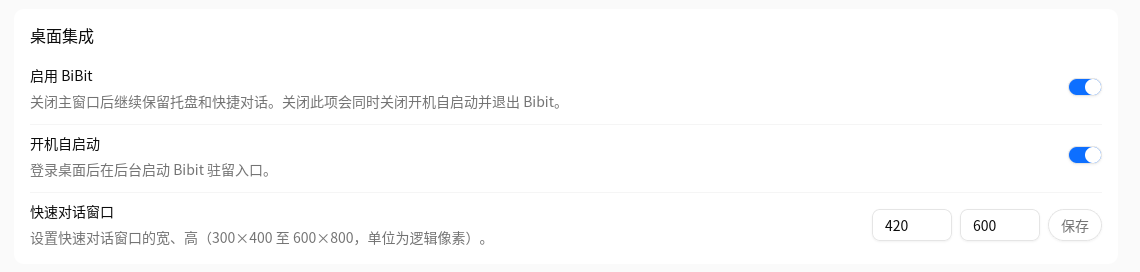 桌面集成
启用 BiBit
关闭主窗口后继续保留托盘和快捷对话。关闭此项会同时关闭开机自启动并退出 Bibit。
开机自启动
登录桌面后在后台启动 Bibit 驻留入口。
快速对话窗口
设置快速对话窗口的宽、高（300×400 至 600×800，单位为逻辑像素）。
420 600 保存